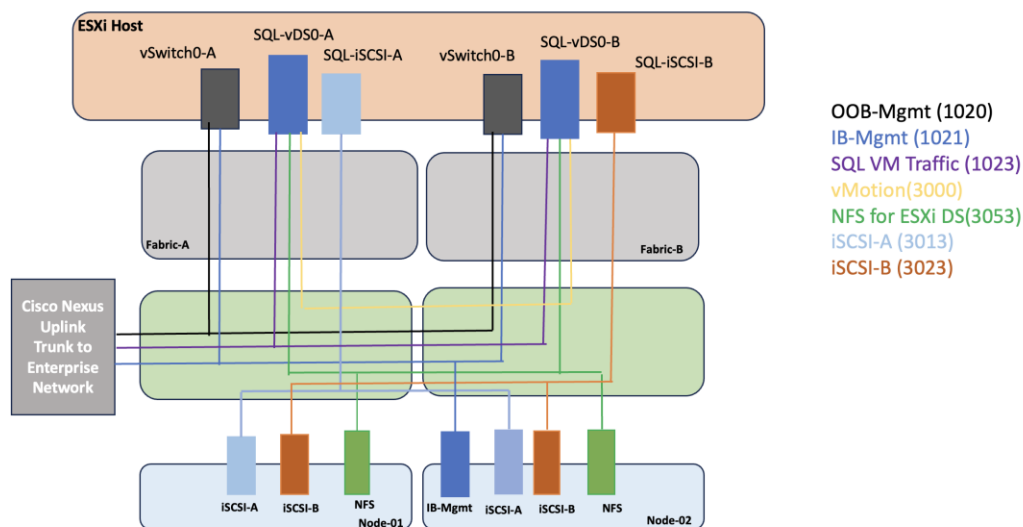 ESXi Host
vSwitch0-A
SQL-vDS0-A
SQL-iSCSI-A
vSwitch0-B
SQL-vDS0-B
SQL-iSCSI-B
OOB-Mgmt (1020)
IB-Mgmt (1021)
SQL VM Traffic (1023)
vMotion(3000)
NFS for ESXi DS(3053)
iSCSI-A (3013)
iSCSI-B (3023)
Fabric-A
Fabric-B
Cisco Nexus
Uplink
Trunk to
Enterprise
Network
iSCSI-A
iSCSI-B
NFS
Node-01
IB-Mgmt
iSCSI-A
iSCSI-B
NFS
Node-02